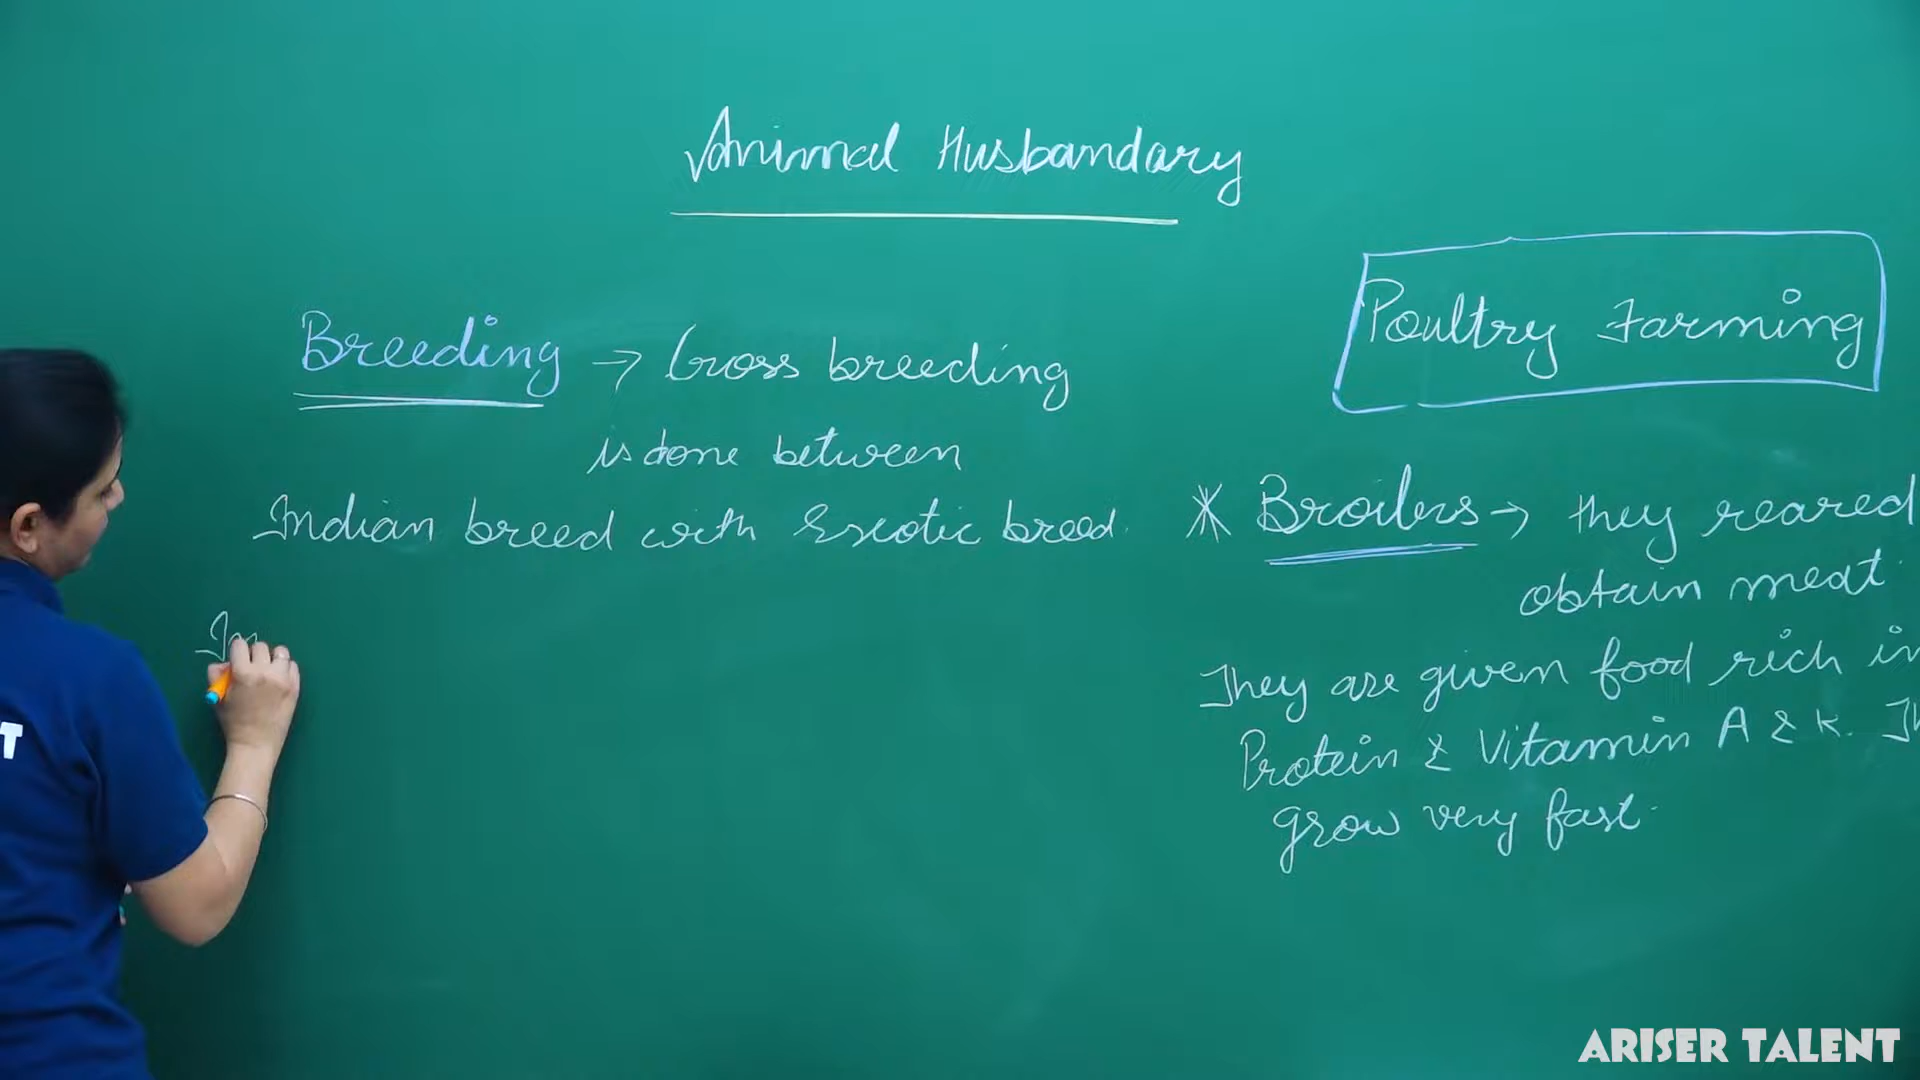 Animal Husbandary
Breeding → Cross breeding
is done between
Indian breed with Exotic breed.
Poultry Farming
* Broilers → they reared
obtain meat.
They are given food rich in
Protein & Vitamin A & K.
grow very fast.
T
ARISER TALENT